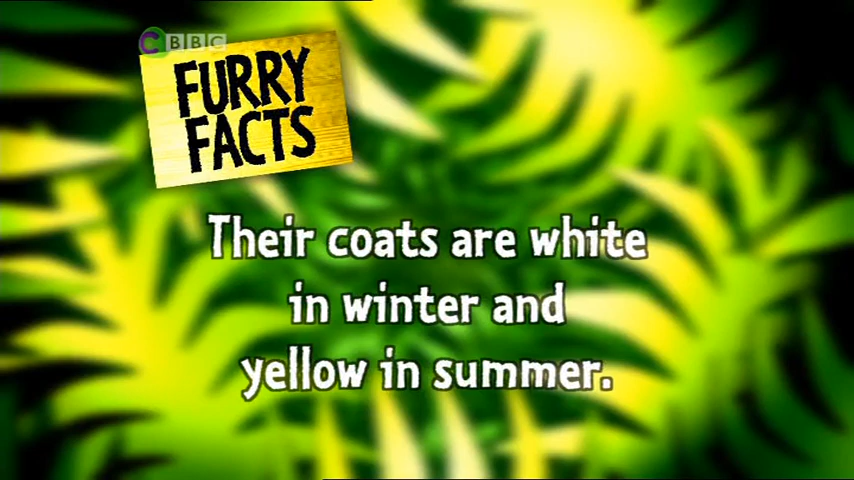 CBBC
FURRY
FACTS
Their coats are white
in winter and
yellow in summer.